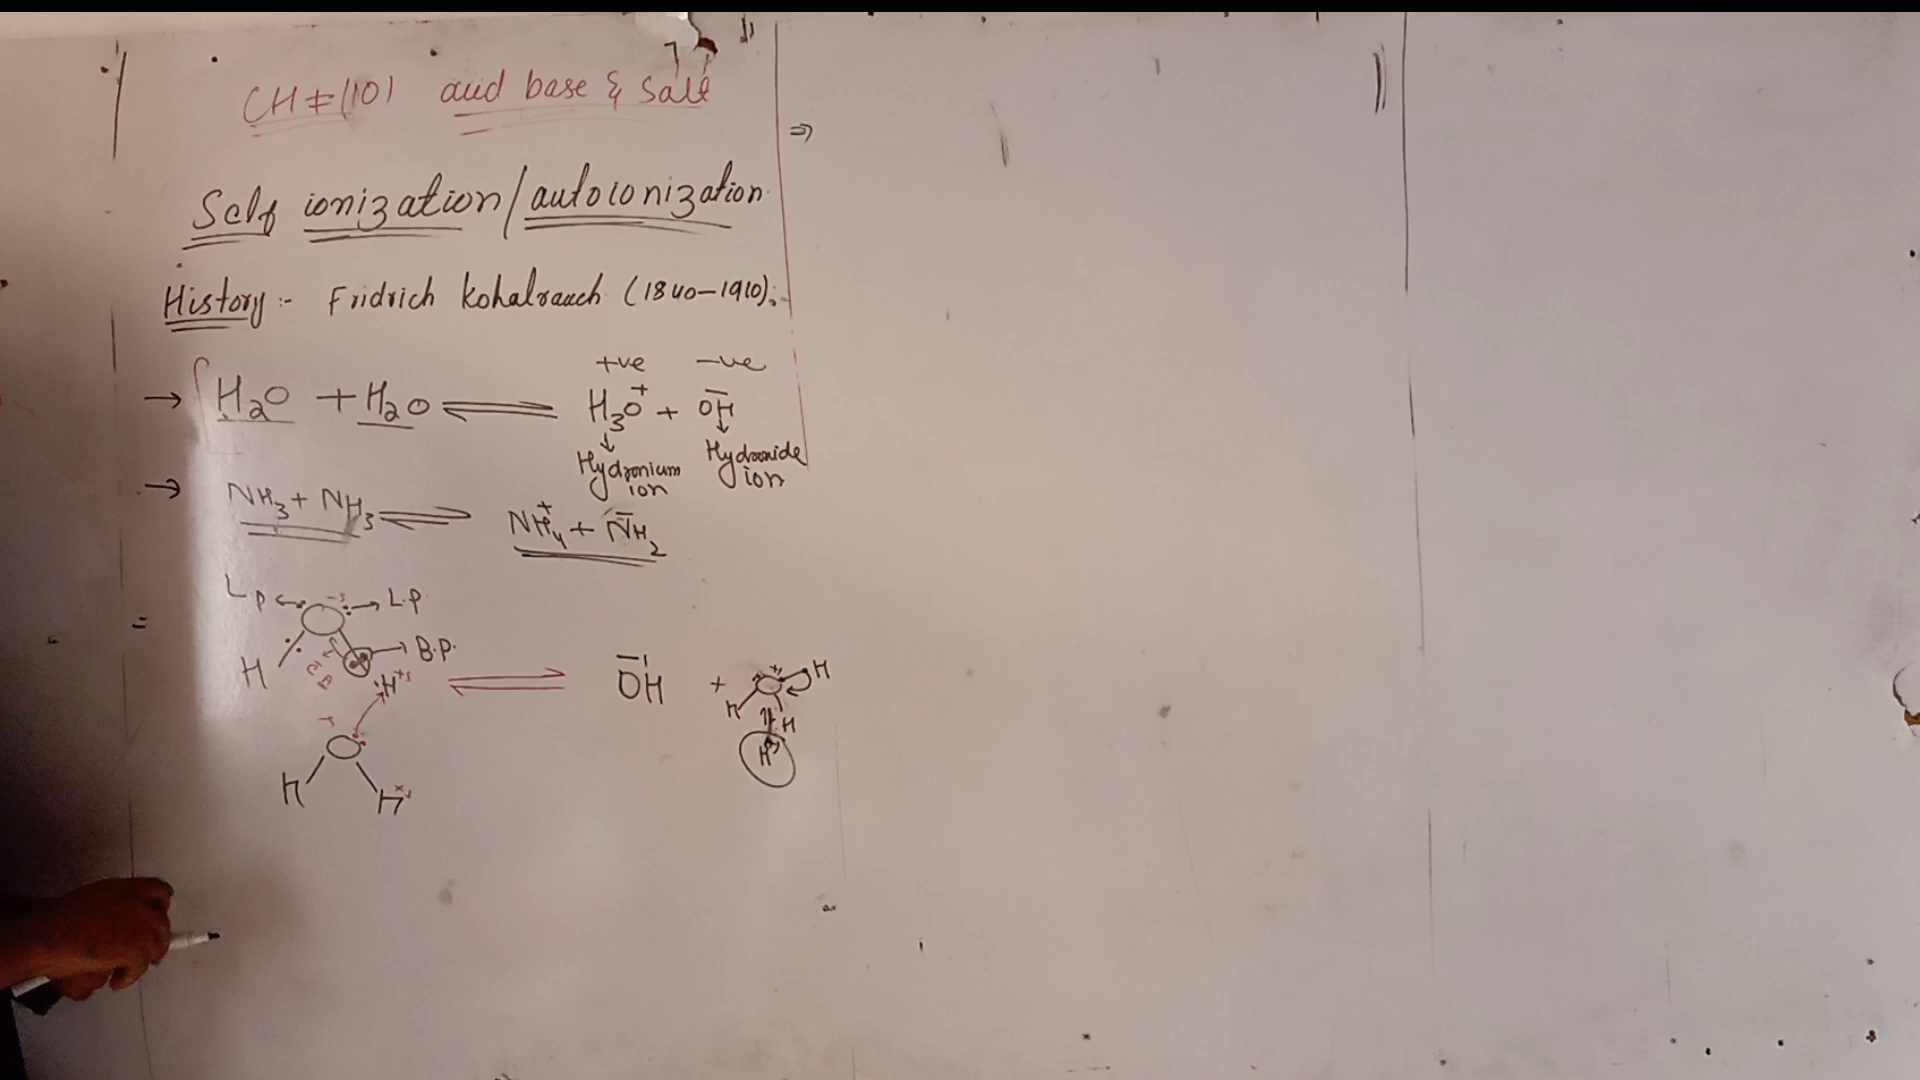 CH≠(10) acid base & Salt
⇒
Self ionization/autoionization
History :- Fridrich Kohalrauch (1840-1910).
+ve -ve
→ H₂O + H₂O ⇌ H₃O⁺ + OH⁻
↓ ↓
Hydronium ion Hydroxide ion
→ NH₃ + NH₃ ⇌ NH₄⁺ + NH₂⁻
L.P ← → L.P
H → B.P.
H ⇌ OH⁻ + H
H H
H
H H